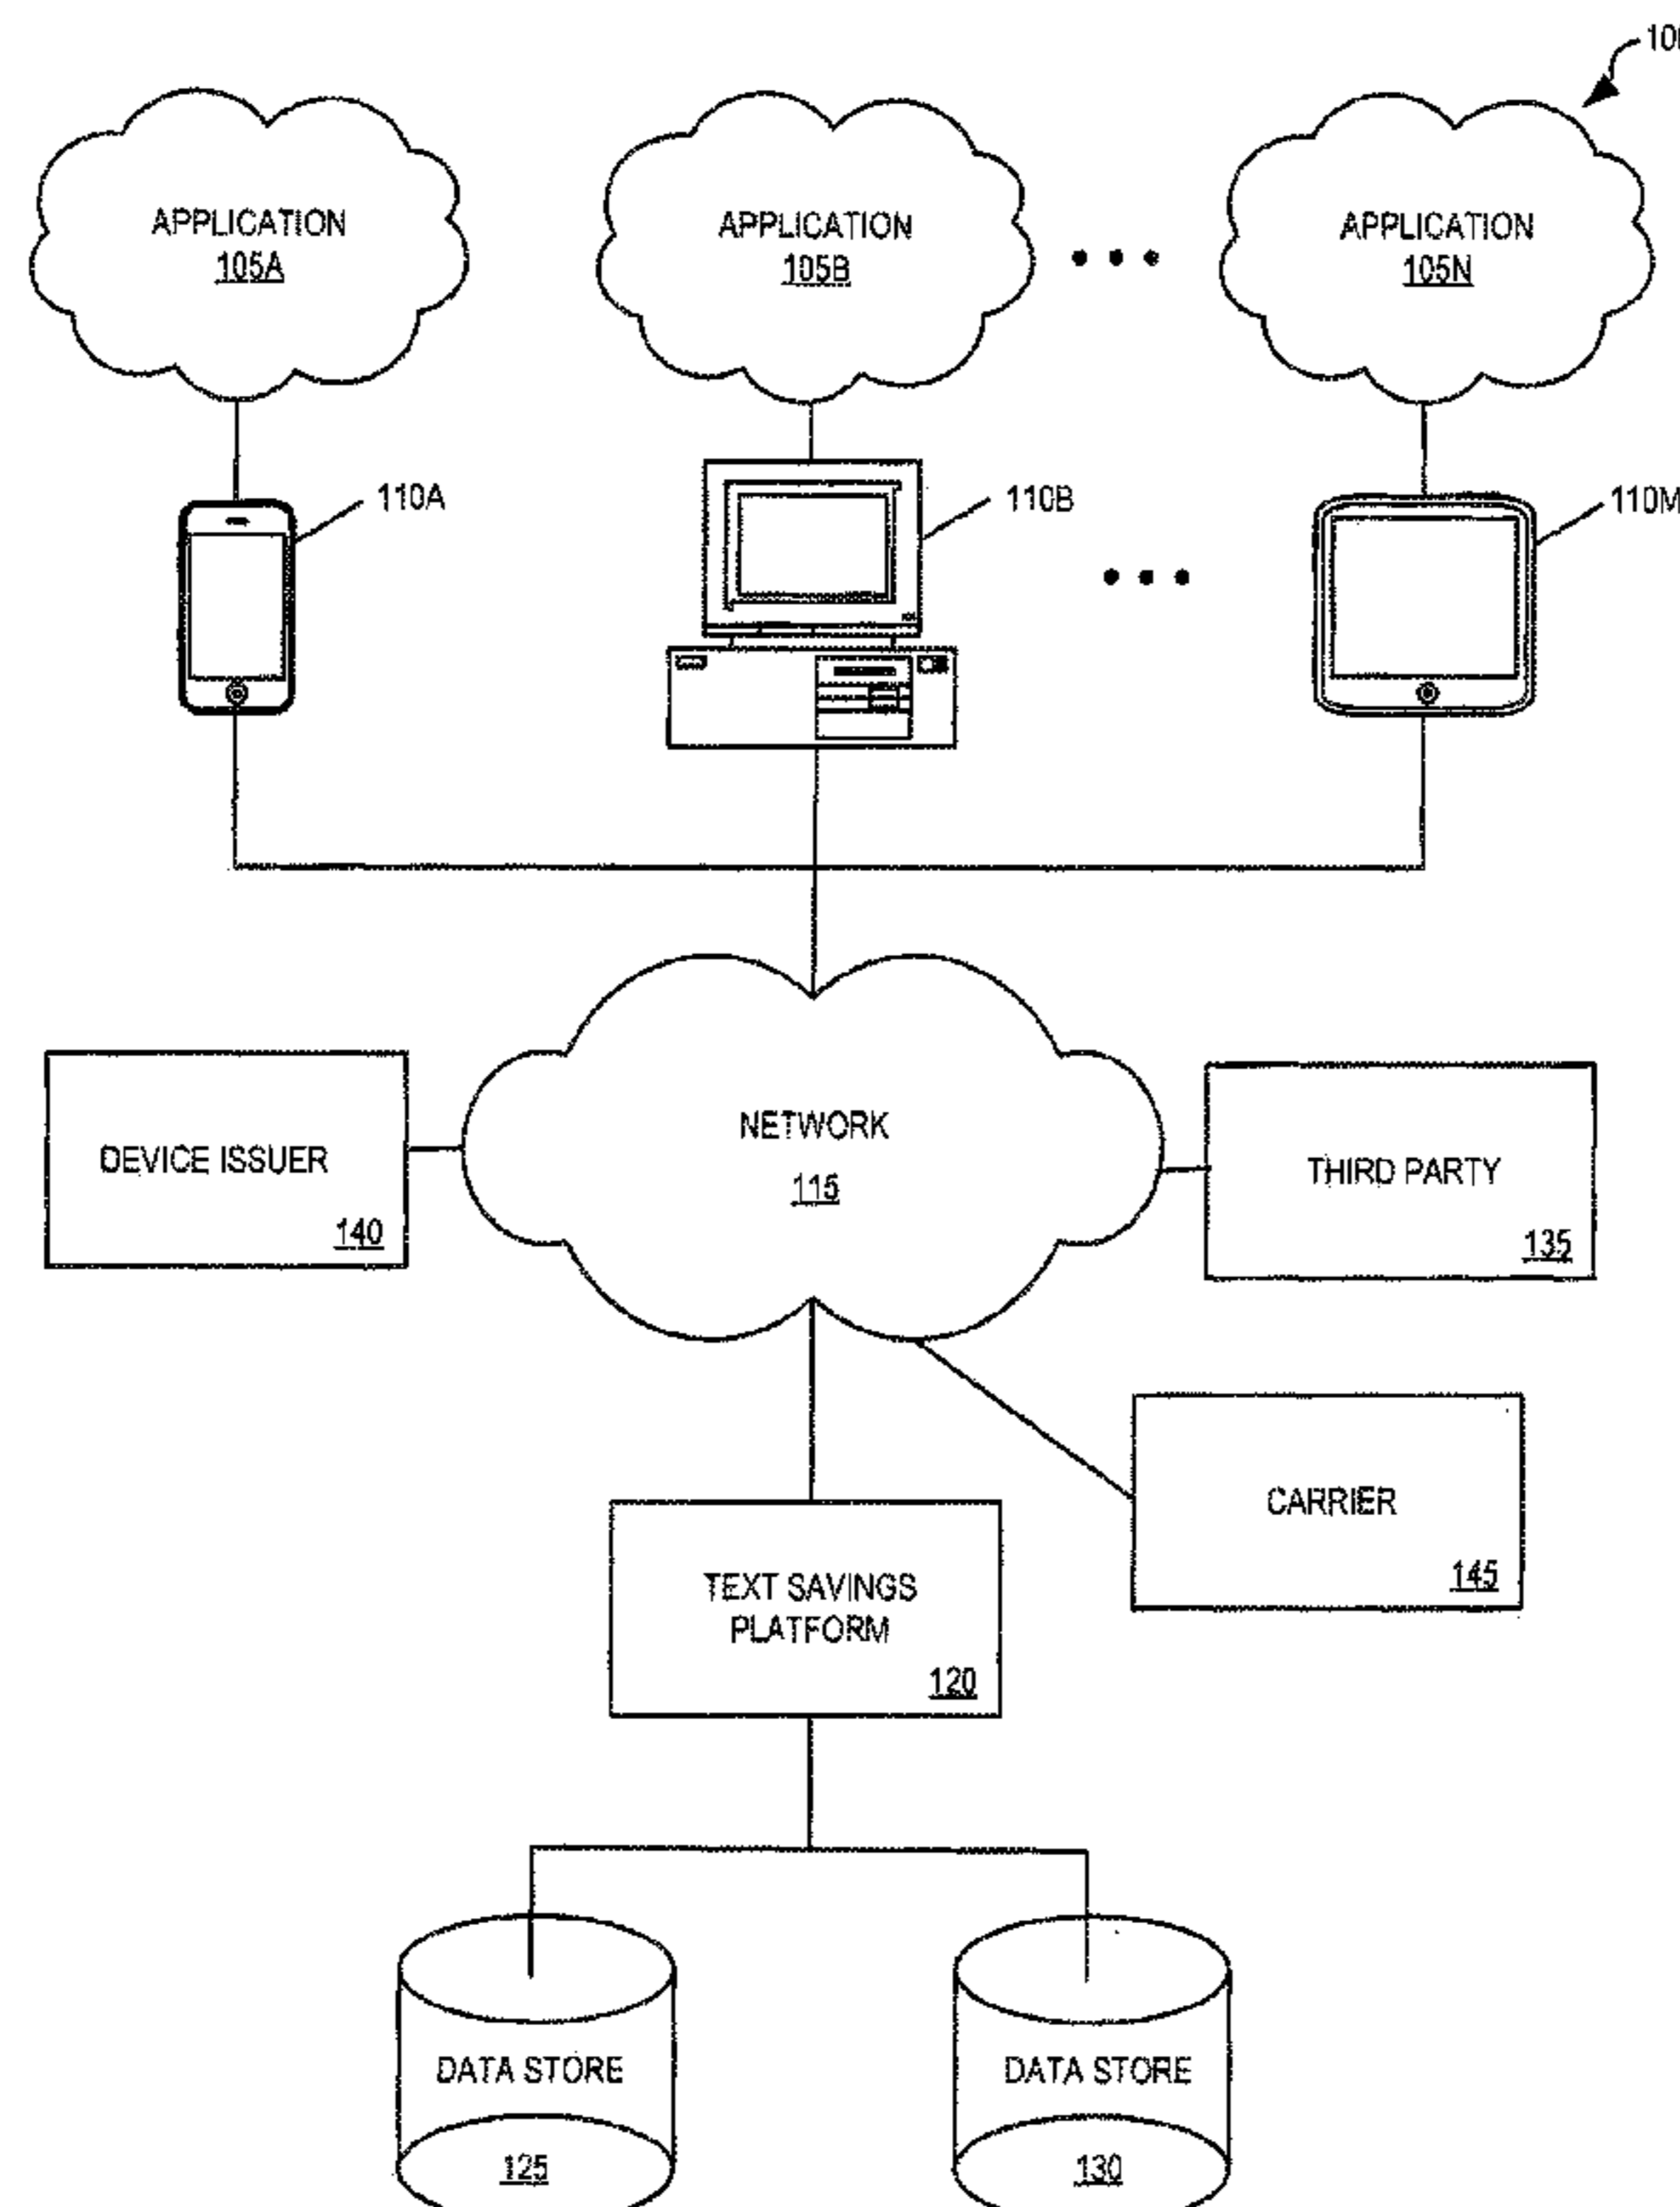 APPLICATION
105A
APPLICATION
105B
APPLICATION
105N
110A
110B
110M
NETWORK
115
DEVICE ISSUER
140
THIRD PARTY
135
CARRIER
145
TEXT SAVINGS
PLATFORM
120
DATA STORE
125
DATA STORE
130